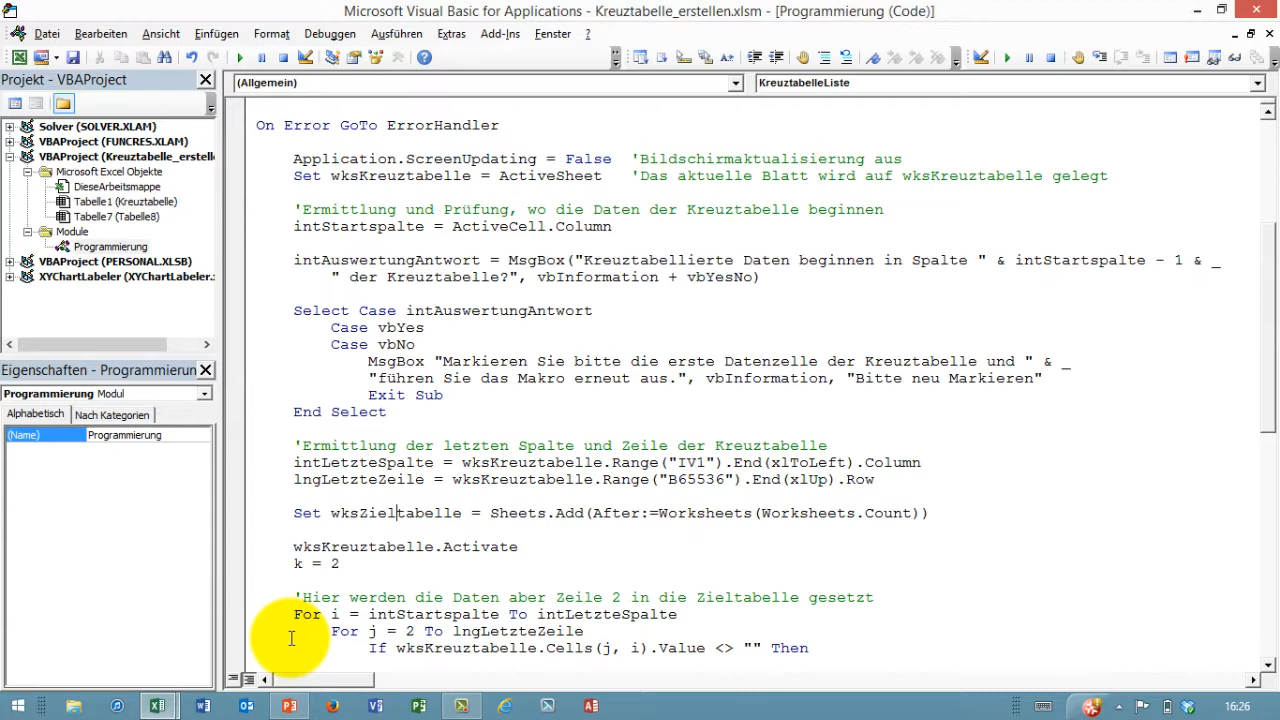 Microsoft Visual Basic for Applications - Kreuztabelle_erstellen.xlsm - [Programmierung (Code)]
Datei Bearbeiten Ansicht Einfügen Format Debuggen Ausführen Extras Add-Ins Fenster ?
Projekt - VBAProject
Solver (SOLVER.XLAM)
VBAProject (FUNCRES.XLAM)
VBAProject (Kreuztabelle_erstelle
Microsoft Excel Objekte
DieseArbeitsmappe
Tabelle1 (Kreuztabelle)
Tabelle7 (Tabelle8)
Module
Programmierung
VBAProject (PERSONAL.XLSB)
XYChartLabeler (XYChartLabeler.x
Eigenschaften - Programmierun
Programmierung Modul
Alphabetisch Nach Kategorien
(Name) Programmierung
(Allgemein) KreuztabelleListe
On Error GoTo ErrorHandler
Application.ScreenUpdating = False 'Bildschirmaktualisierung aus
Set wksKreuztabelle = ActiveSheet 'Das aktuelle Blatt wird auf wksKreuztabelle gelegt
'Ermittlung und Prüfung, wo die Daten der Kreuztabelle beginnen
intStartspalte = ActiveCell.Column
intAuswertungAntwort = MsgBox("Kreuztabellierte Daten beginnen in Spalte " & intStartspalte - 1 & _
" der Kreuztabelle?", vbInformation + vbYesNo)
Select Case intAuswertungAntwort
Case vbYes
Case vbNo
MsgBox "Markieren Sie bitte die erste Datenzelle der Kreuztabelle und " & _
"führen Sie das Makro erneut aus.", vbInformation, "Bitte neu Markieren"
Exit Sub
End Select
'Ermittlung der letzten Spalte und Zeile der Kreuztabelle
intLetzteSpalte = wksKreuztabelle.Range("IV1").End(xlToLeft).Column
lngLetzteZeile = wksKreuztabelle.Range("B65536").End(xlUp).Row
Set wksZieltabelle = Sheets.Add(After:=Worksheets(Worksheets.Count))
wksKreuztabelle.Activate
k = 2
'Hier werden die Daten aber Zeile 2 in die Zieltabelle gesetzt
For i = intStartspalte To intLetzteSpalte
For j = 2 To lngLetzteZeile
If wksKreuztabelle.Cells(j, i).Value <> "" Then
16:26